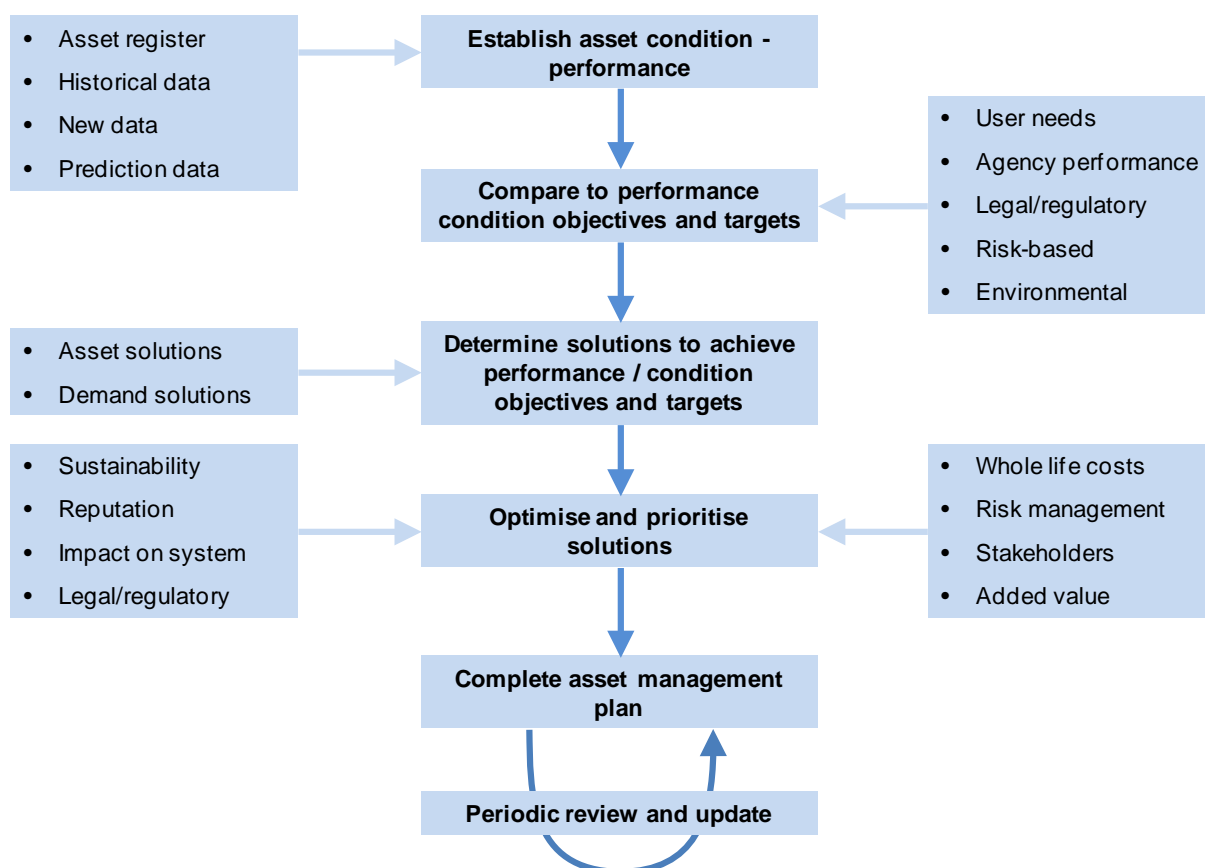 • Asset register
• Historical data
• New data
• Prediction data
Establish asset condition -
performance
• User needs
• Agency performance
• Legal/regulatory
• Risk-based
• Environmental
Compare to performance
condition objectives and targets
• Asset solutions
• Demand solutions
Determine solutions to achieve
performance / condition
objectives and targets
• Sustainability
• Reputation
• Impact on system
• Legal/regulatory
Optimise and prioritise
solutions
• Whole life costs
• Risk management
• Stakeholders
• Added value
Complete asset management
plan
Periodic review and update